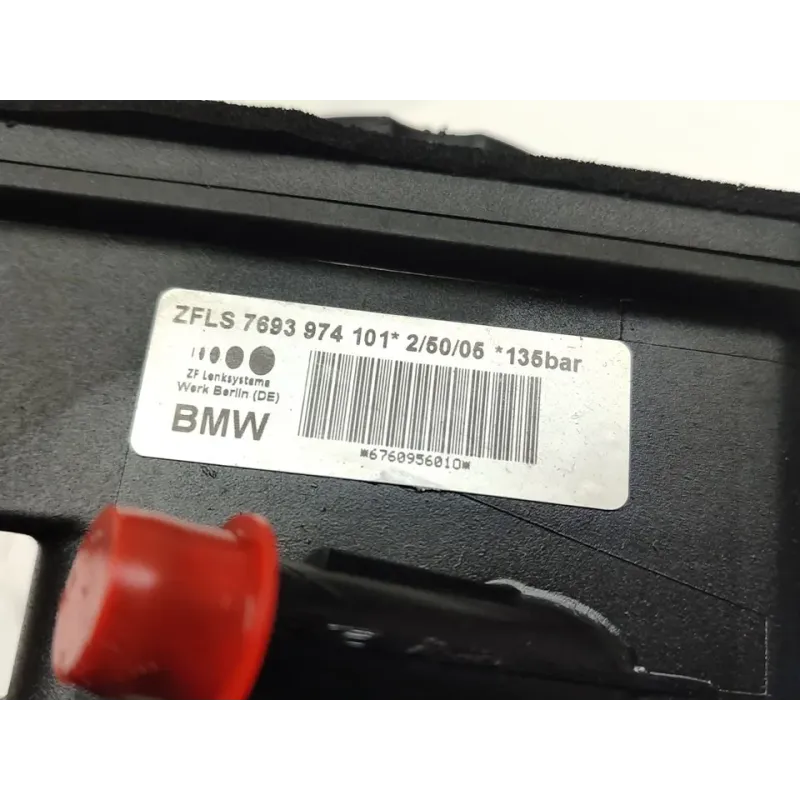 ZFLS 7693 974 101* 2/50/05 *135bar
ZF Lenksysteme
Werk Berlin (DE)
BMW
*6760956010*